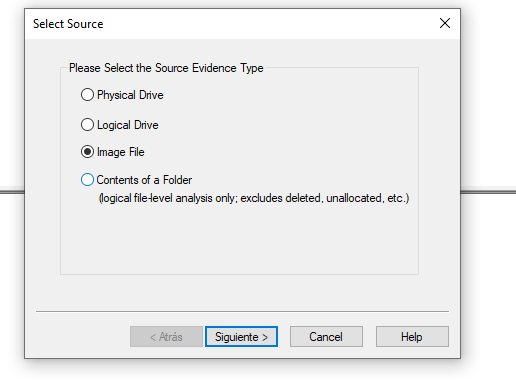 Select Source
Please Select the Source Evidence Type
Physical Drive
Logical Drive
Image File
Contents of a Folder
(logical file-level analysis only; excludes deleted, unallocated, etc.)
< Atrás Siguiente > Cancel Help